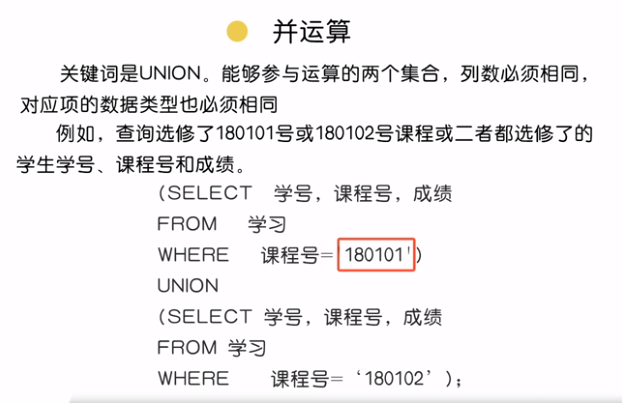 并运算
关键词是UNION。能够参与运算的两个集合，列数必须相同，
对应项的数据类型也必须相同
例如，查询选修了180101号或180102号课程或二者都选修了的
学生学号、课程号和成绩。
(SELECT 学号，课程号，成绩
FROM 学习
WHERE 课程号='180101')
UNION
(SELECT 学号，课程号，成绩
FROM 学习
WHERE 课程号=‘180102’);